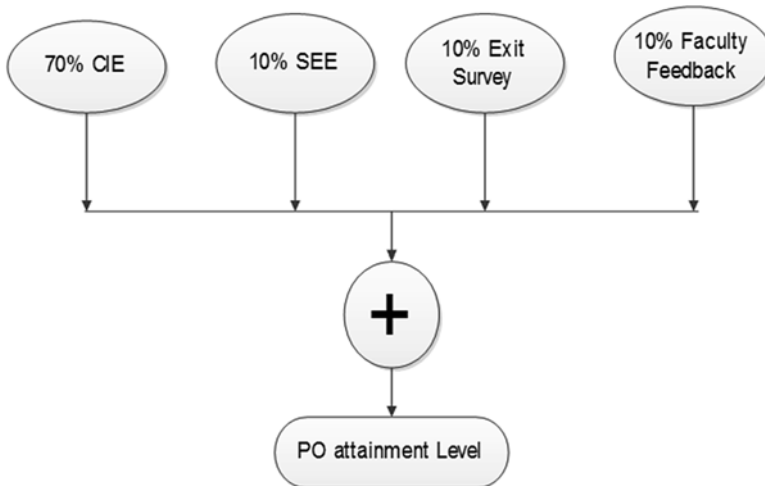 70% CIE
10% SEE
10% Exit
Survey
10% Faculty
Feedback
+
PO attainment Level